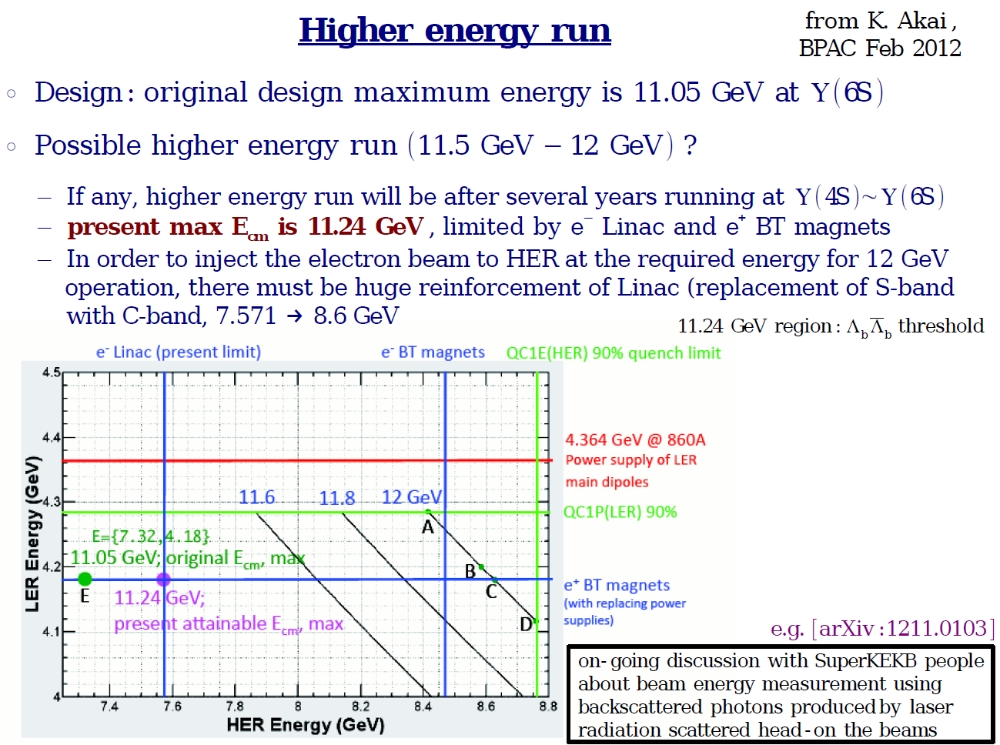 Higher energy run
from K. Akai,
BPAC Feb 2012
◦ Design: original design maximum energy is 11.05 GeV at Υ(6S)
◦ Possible higher energy run (11.5 GeV − 12 GeV) ?
− If any, higher energy run will be after several years running at Υ(4S)~Υ(6S)
− present max E_cm is 11.24 GeV, limited by e⁻ Linac and e⁺ BT magnets
− In order to inject the electron beam to HER at the required energy for 12 GeV
operation, there must be huge reinforcement of Linac (replacement of S-band
with C-band, 7.571 → 8.6 GeV
11.24 GeV region: Λ_b Λ̅_b threshold
e⁻ Linac (present limit)
e⁻ BT magnets
QC1E(HER) 90% quench limit
4.5
4.4
4.3
4.2
4.1
4
LER Energy (GeV)
4.364 GeV @ 860A
Power supply of LER
main dipoles
11.6
11.8
12 GeV
QC1P(LER) 90%
A
E={7.32,4.18}
11.05 GeV; original E_cm, max
B
C
E
D
11.24 GeV;
present attainable E_cm, max
e⁺ BT magnets
(with replacing power
supplies)
7.4
7.6
7.8
8
8.2
8.4
8.6
8.8
HER Energy (GeV)
e.g. [arXiv:1211.0103]
on-going discussion with SuperKEKB people
about beam energy measurement using
backscattered photons produced by laser
radiation scattered head-on the beams